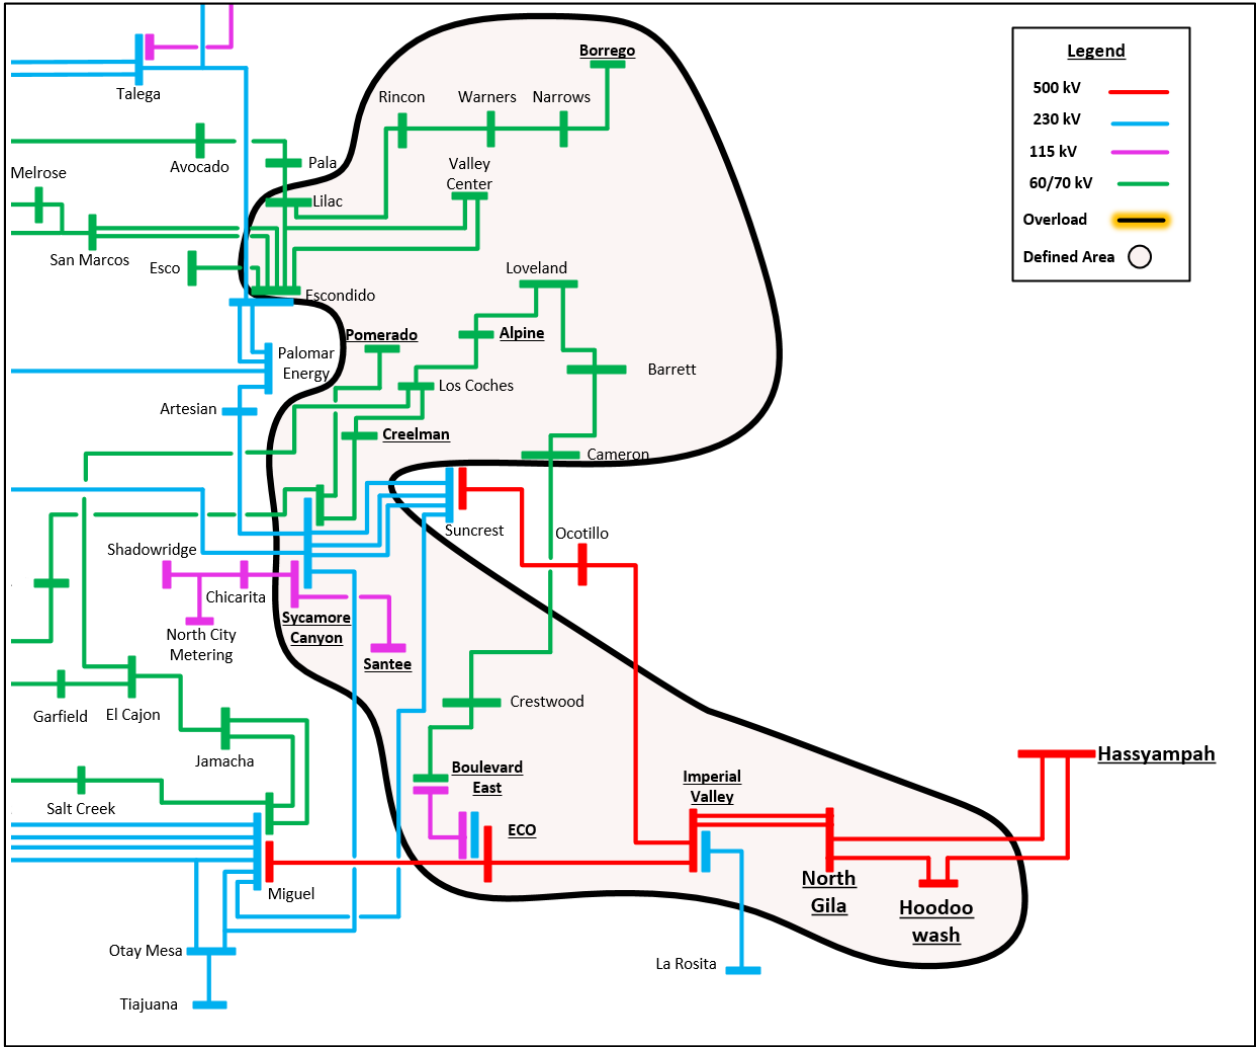 Borrego
Legend
500 kV
230 kV
115 kV
60/70 kV
Overload
Defined Area
Talega
Rincon
Warners
Narrows
Avocado
Pala
Valley
Center
Melrose
Lilac
San Marcos
Esco
Loveland
Escondido
Pomerado
Alpine
Palomar
Energy
Barrett
Los Coches
Artesian
Creelman
Cameron
Suncrest
Ocotillo
Shadowridge
Chicarita
Sycamore
Canyon
North City
Metering
Santee
Garfield
El Cajon
Crestwood
Jamacha
Boulevard
East
Imperial
Valley
Hassyampah
Salt Creek
ECO
Miguel
North
Gila
Hoodoo
wash
Otay Mesa
La Rosita
Tiajuana